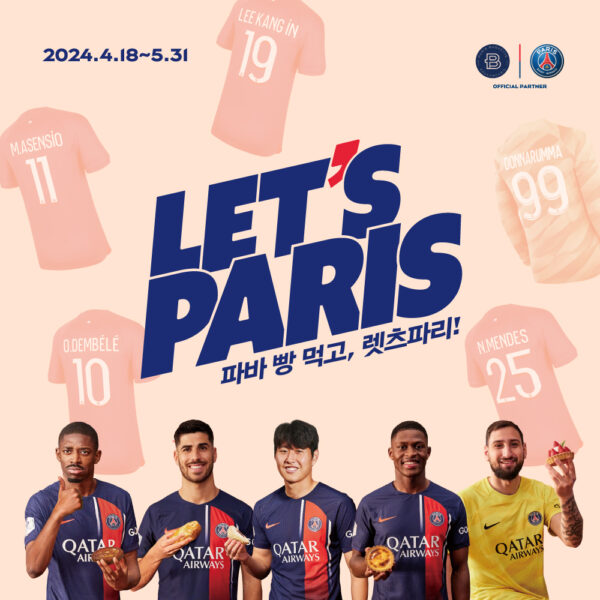 2024.4.18~5.31
LEE KANG IN
19
PARIS
OFFICIAL PARTNER
M.ASENSIO
11
DONNARUMMA
99
LET'S
PARIS
파바 빵 먹고, 렛츠파리!
O.DEMBÉLÉ
10
N.MENDES
25
QATAR
AIRWAYS
QATAR
AIRWAYS
QATAR
AIRWAYS
QATAR
AIRWAYS
QATAR
AIRWAYS